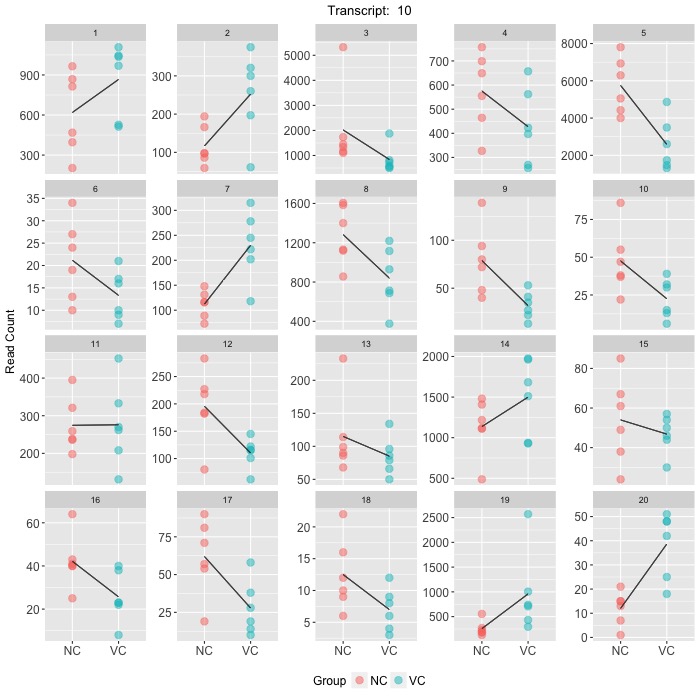 Transcript: 10
1 2 3 4 5
900 600 300
300 200 100
5000 4000 3000 2000 1000
700 600 500 400 300
8000 6000 4000 2000
6 7 8 9 10
35 30 25 20 15 10
300 200 100
1600 1200 800 400
100 50
75 50 25
Read Count
11 12 13 14 15
400 300 200
250 200 150 100
200 150 100 50
2000 1500 1000 500
80 60 40
16 17 18 19 20
60 40 20
75 50 25
20 15 10 5
2500 2000 1500 1000 500
50 40 30 20 10 0
NC VC NC VC NC VC NC VC NC VC
Group NC VC